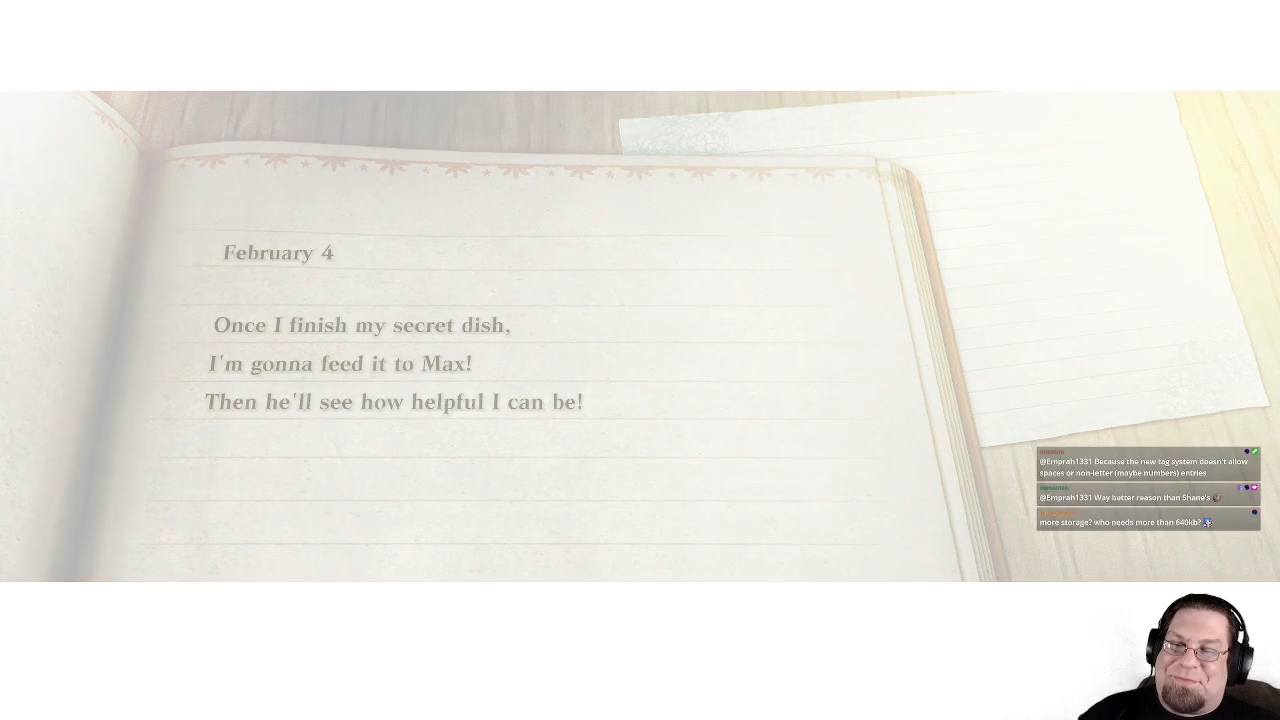 February 4
Once I finish my secret dish,
I'm gonna feed it to Max!
Then he'll see how helpful I can be!
@Emprah1331 Because the new tag system doesn't allow
spaces or non-letter (maybe numbers) entries
@Emprah1331 Way better reason than Shane's
more storage? who needs more than 640kb?